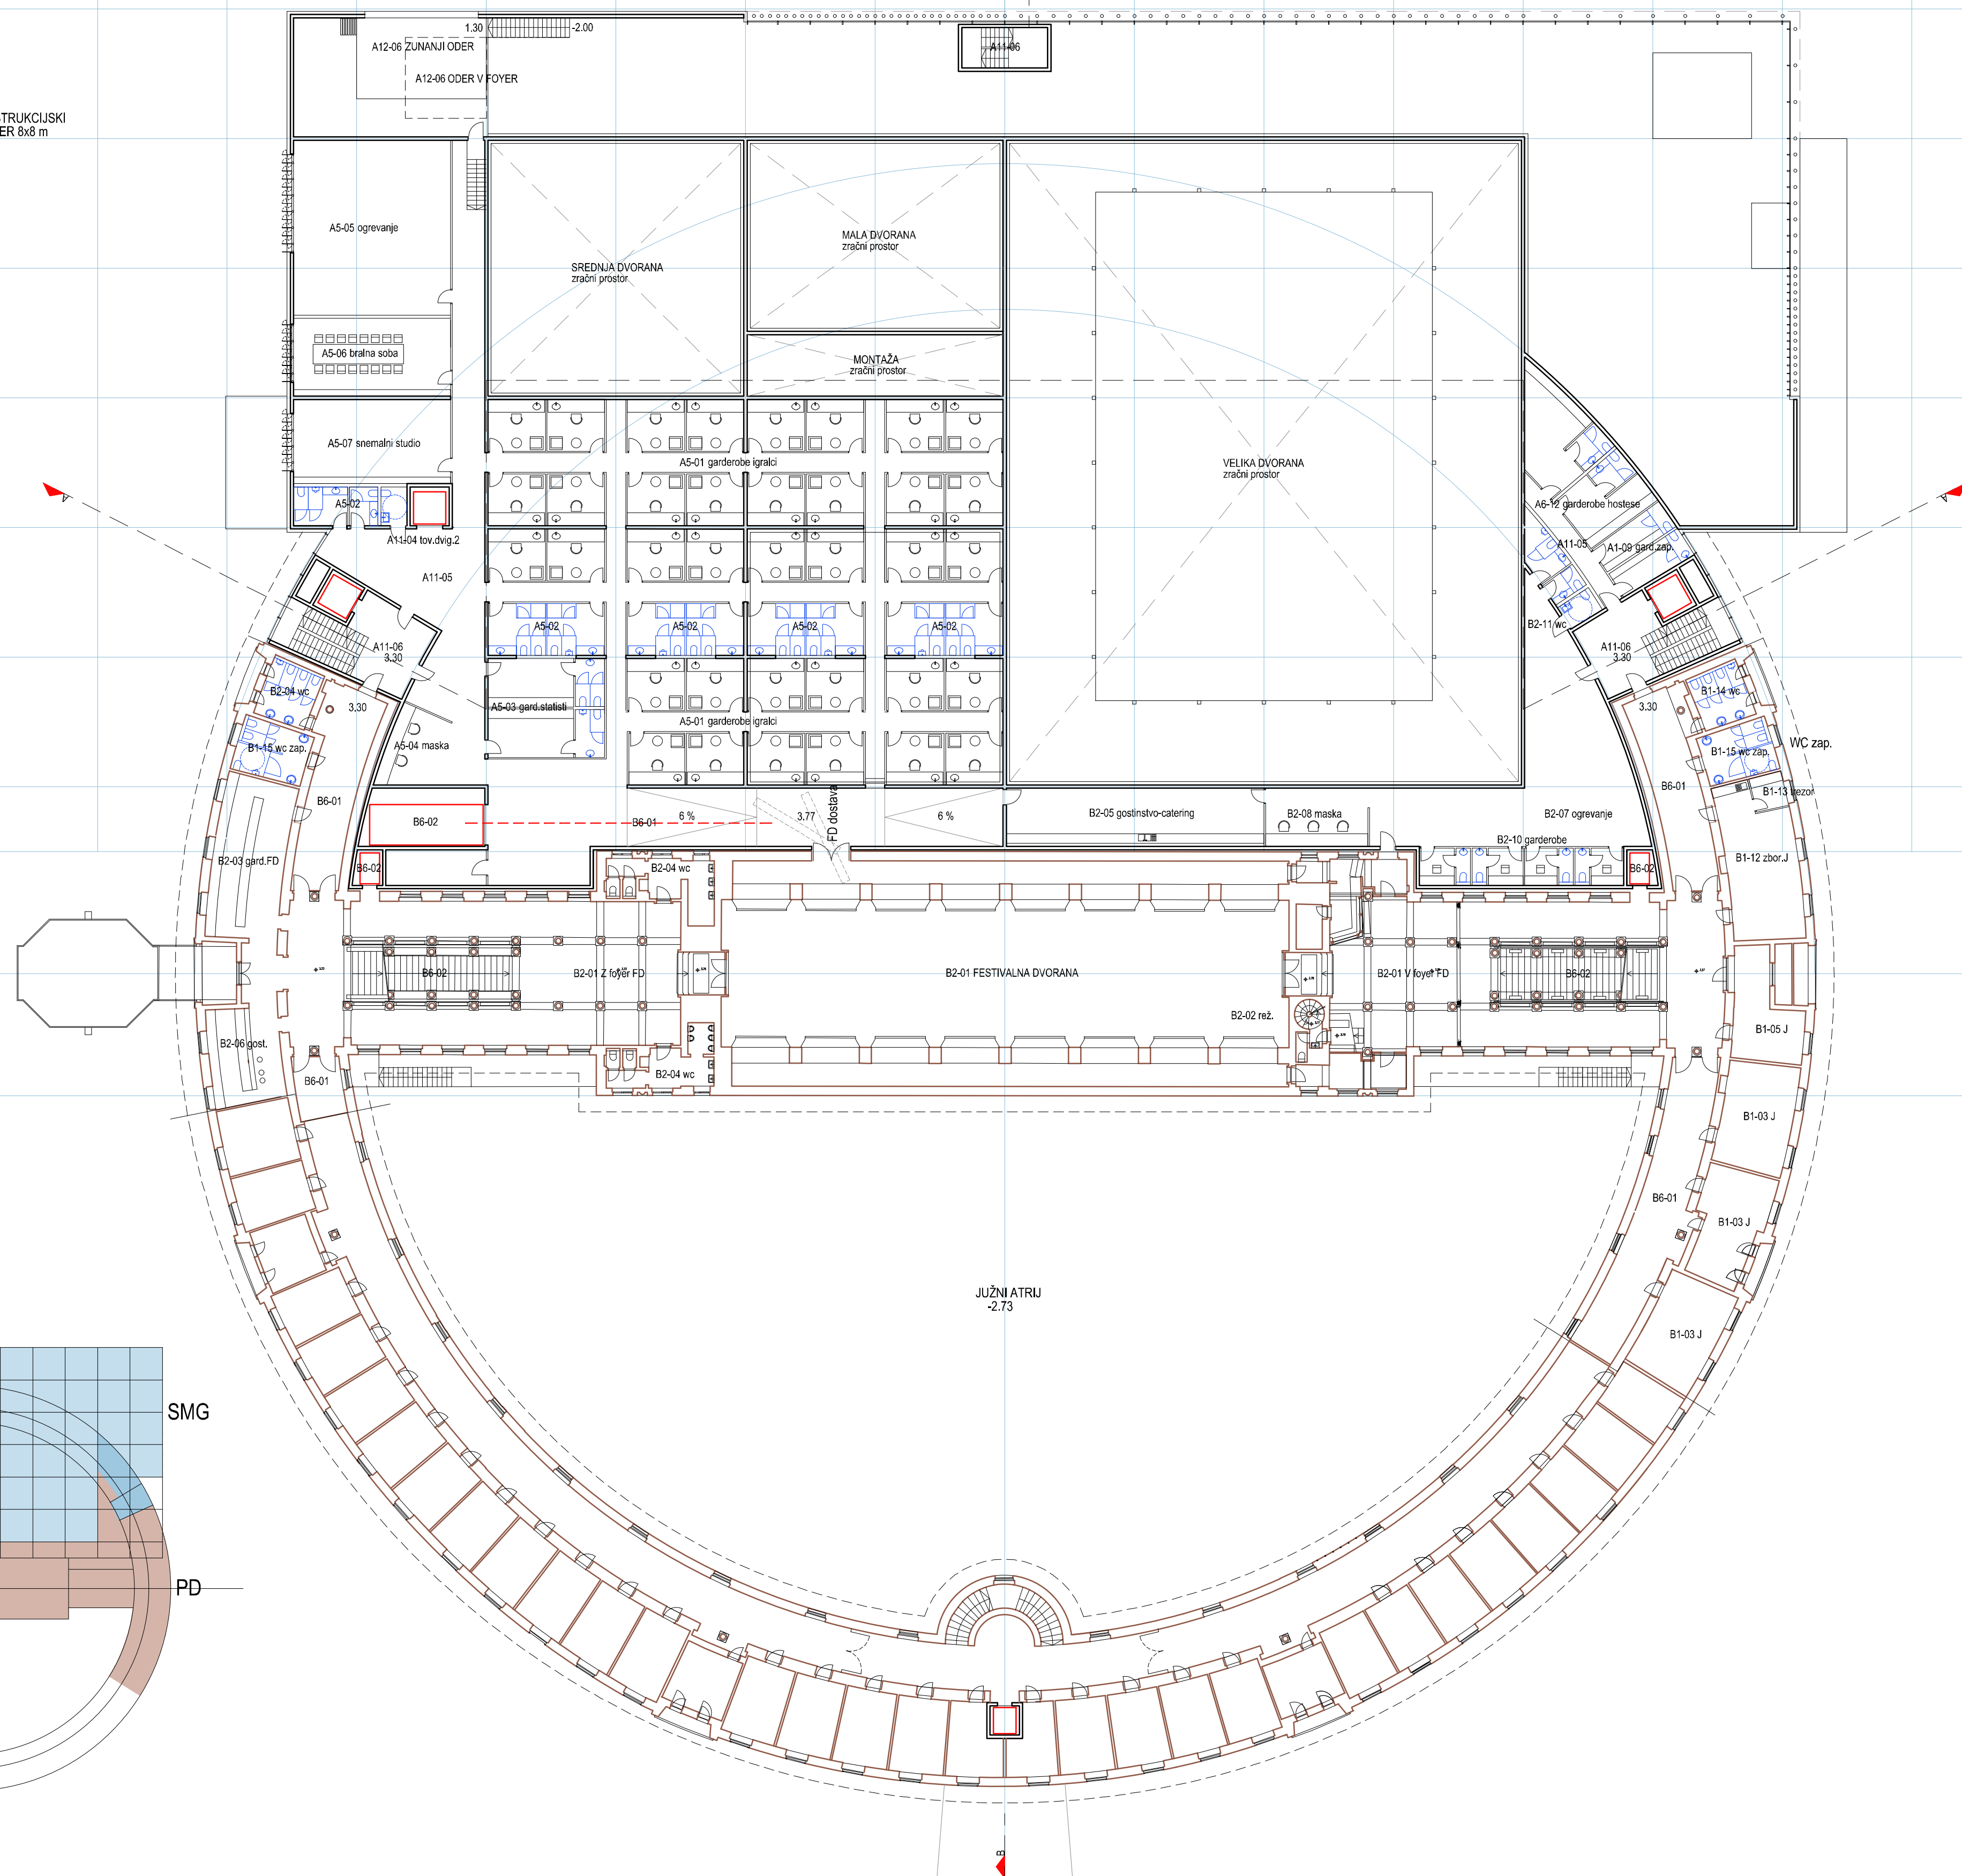 1.30
-2.00
A12-06 ZUNANJI ODER
A11-06
A12-06 ODER V FOYER
TRUKCIJSKI
ER 8x8 m
A5-05 ogrevanje
MALA DVORANA
zračni prostor
SREDNJA DVORANA
zračni prostor
A5-06 bralna soba
MONTAŽA
zračni prostor
A5-07 snemalni studio
A5-01 garderobe igralci
VELIKA DVORANA
zračni prostor
A
A
A5-02
A6-12 garderobe hostese
A11-04 tov.dvig.2
A11-05
A1-09 gard.zap.
A11-05
A5-02
A5-02
A5-02
A5-02
B2-11 wc
A11-06
3.30
A11-06
3.30
B2-04 wc
3.30
A5-03 gard.statisti
A5-01 garderobe igralci
3.30
B1-14 wc
B1-15 wc zap.
A5-04 maska
B1-15 wc zap.
WC zap.
B6-01
B6-01
B1-13 trezor
B6-02
B6-01
6 %
3.77
FD dostava
6 %
B2-05 gostinstvo-catering
B2-08 maska
B2-07 ogrevanje
B2-10 garderobe
B2-03 gard.FD
B6-02
B2-04 wc
B6-02
B1-12 zbor.J
B6-02
B2-01 Z foyer FD
B2-01 FESTIVALNA DVORANA
B2-01 V foyer FD
B6-02
B2-02 rež.
B2-06 gost.
B1-05 J
B6-01
B2-04 wc
B1-03 J
B6-01
B1-03 J
JUŽNI ATRIJ
-2.73
B1-03 J
SMG
PD
B